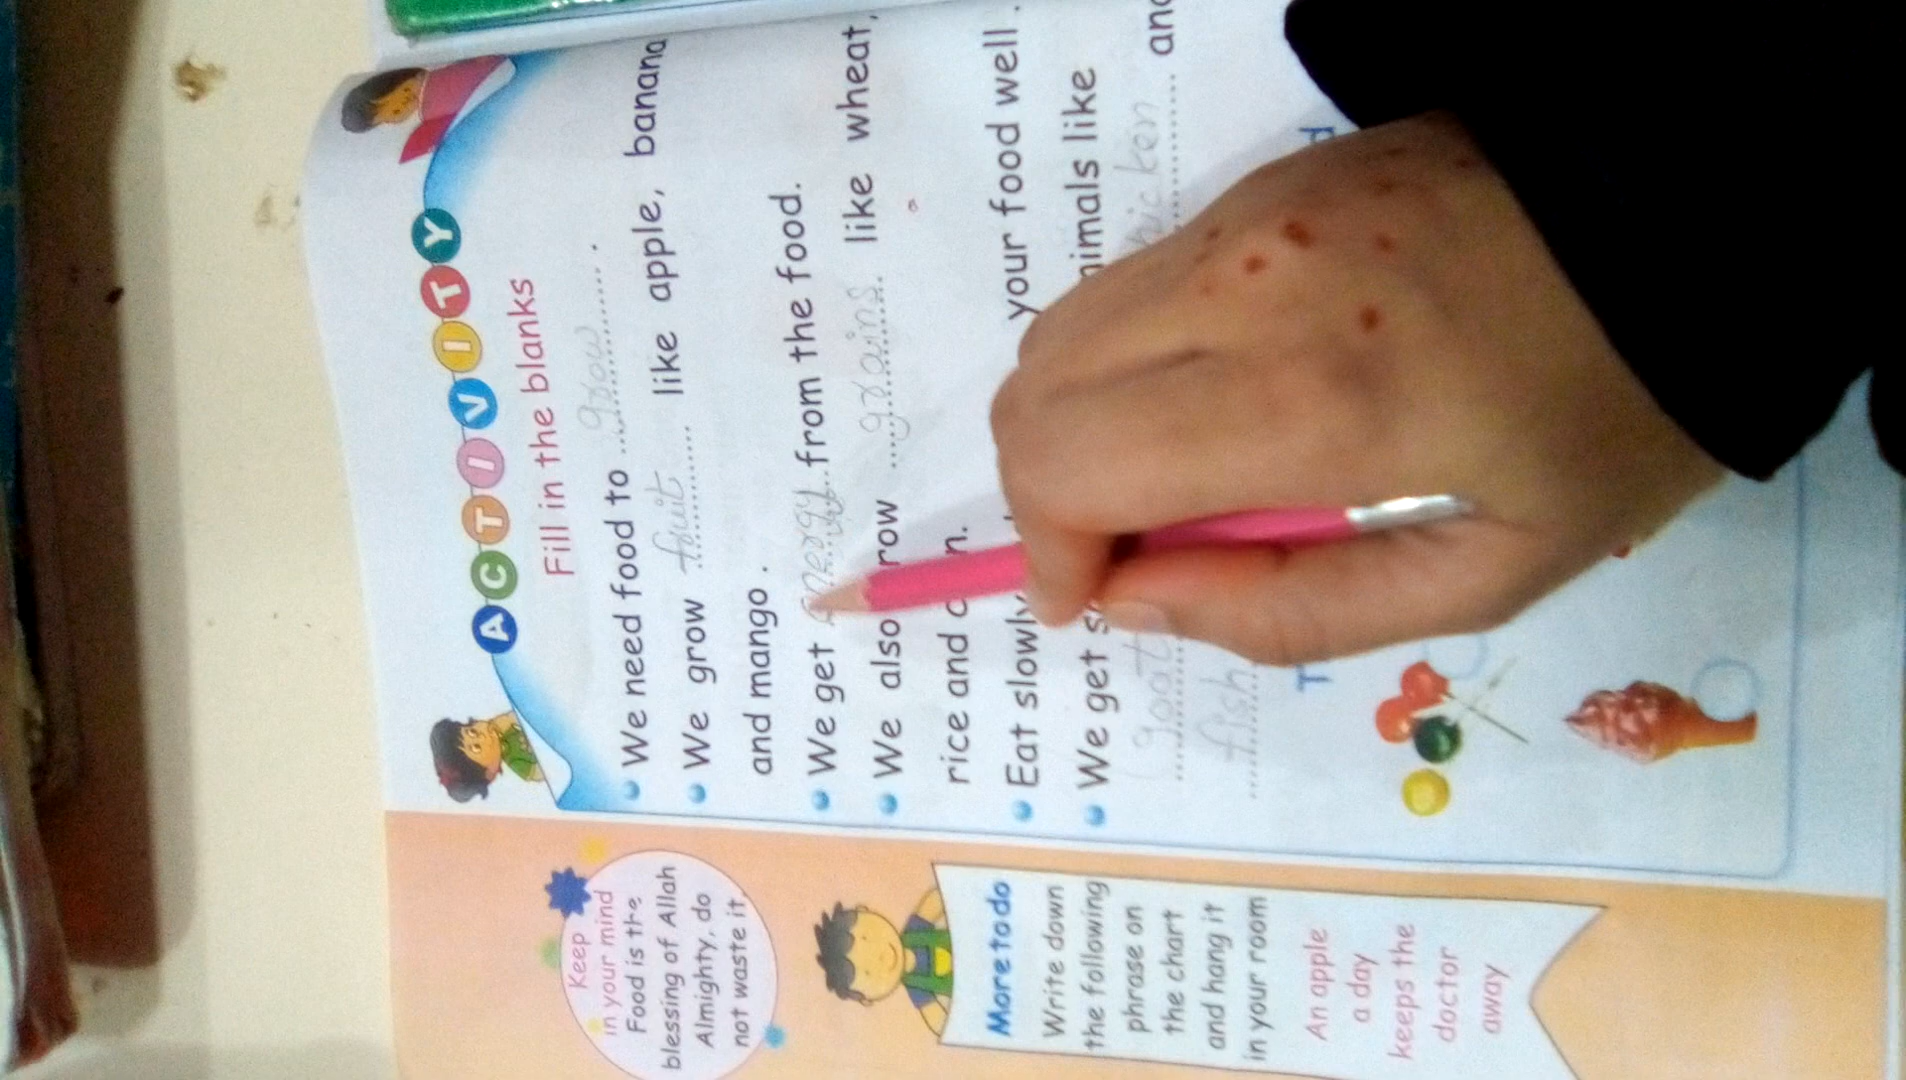 ACTIVITY
Fill in the blanks
We need food to grow .
We grow fruit like apple, banana
and mango .
We get energy from the food.
We also row grains like wheat,
rice and
Eat slowly your food well .
We get like
goat and
fish
Keep
in your mind
Food is the
blessing of Allah
Almighty, do
not waste it
More to do
Write down
the following
phrase on
the chart
and hang it
in your room
An apple
a day
keeps the
doctor
away